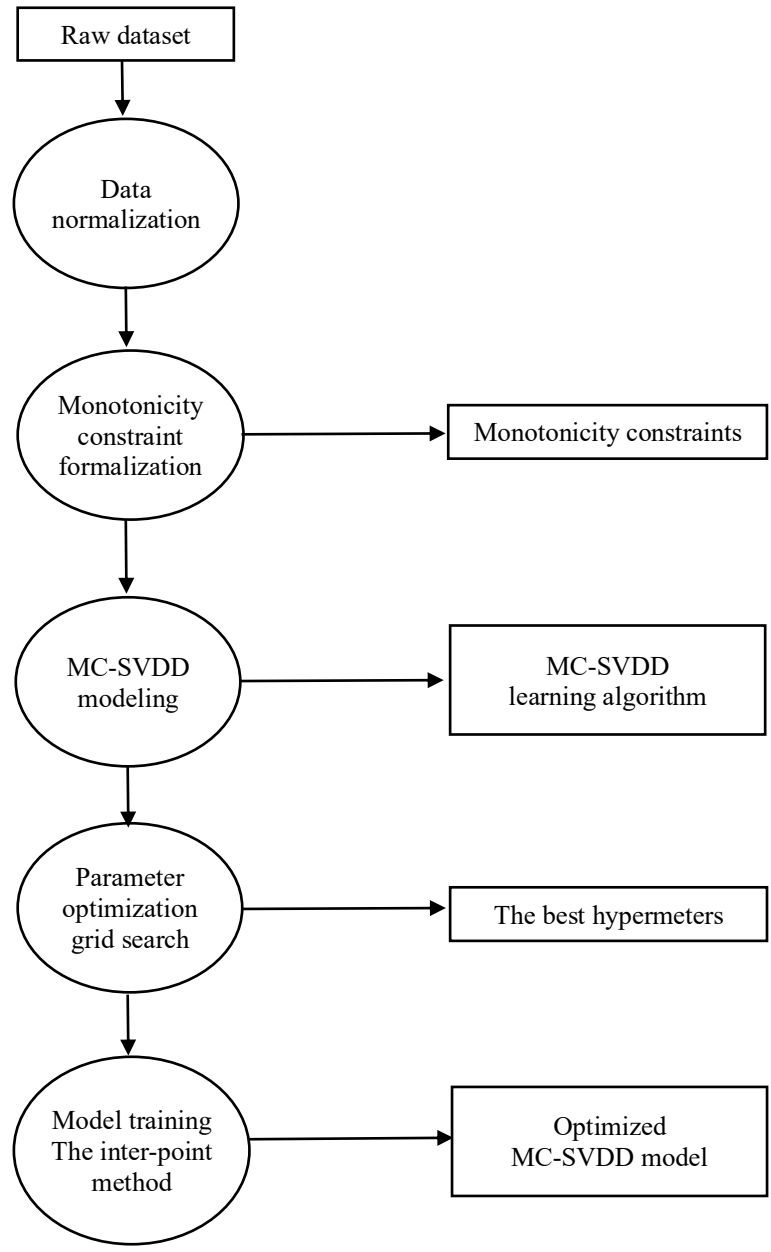 Raw dataset
Data
normalization
Monotonicity
constraint
formalization
Monotonicity constraints
MC-SVDD
modeling
MC-SVDD
learning algorithm
Parameter
optimization
grid search
The best hypermeters
Model training
The inter-point
method
Optimized
MC-SVDD model